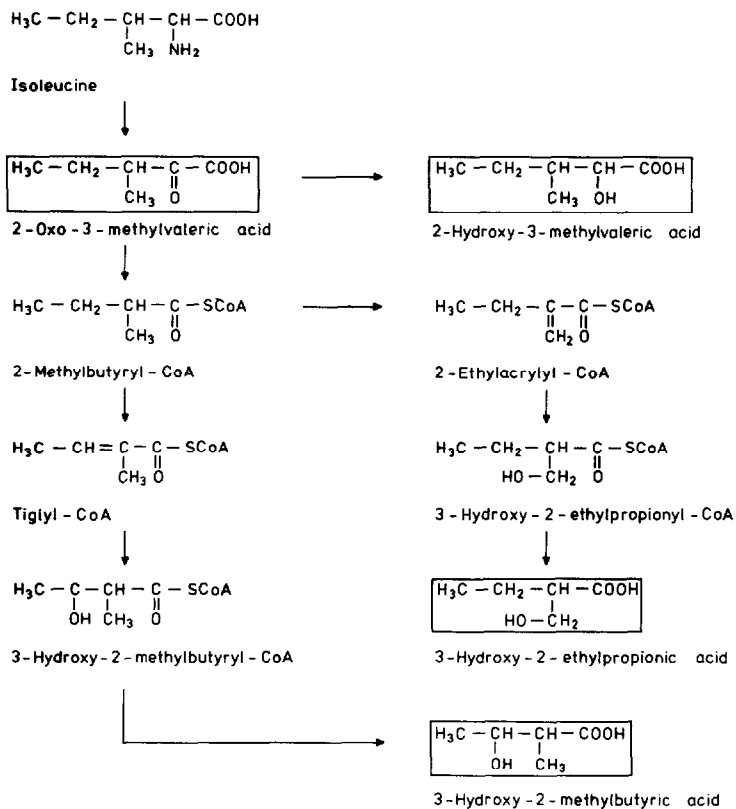 H₃C – CH₂ – CH – CH – COOH
CH₃ NH₂
Isoleucine
H₃C – CH₂ – CH – C – COOH
CH₃ O
2-Oxo-3-methylvaleric acid
H₃C – CH₂ – CH – CH – COOH
CH₃ OH
2-Hydroxy-3-methylvaleric acid
H₃C – CH₂ – CH – C – SCoA
CH₃ O
2-Methylbutyryl-CoA
H₃C – CH₂ – C – C – SCoA
CH₂ O
2-Ethylacrylyl-CoA
H₃C – CH = C – C – SCoA
CH₃ O
Tiglyl-CoA
H₃C – CH₂ – CH – C – SCoA
HO – CH₂ O
3-Hydroxy-2-ethylpropionyl-CoA
H₃C – C – CH – C – SCoA
OH CH₃ O
3-Hydroxy-2-methylbutyryl-CoA
H₃C – CH₂ – CH – COOH
HO – CH₂
3-Hydroxy-2-ethylpropionic acid
H₃C – CH – CH – COOH
OH CH₃
3-Hydroxy-2-methylbutyric acid